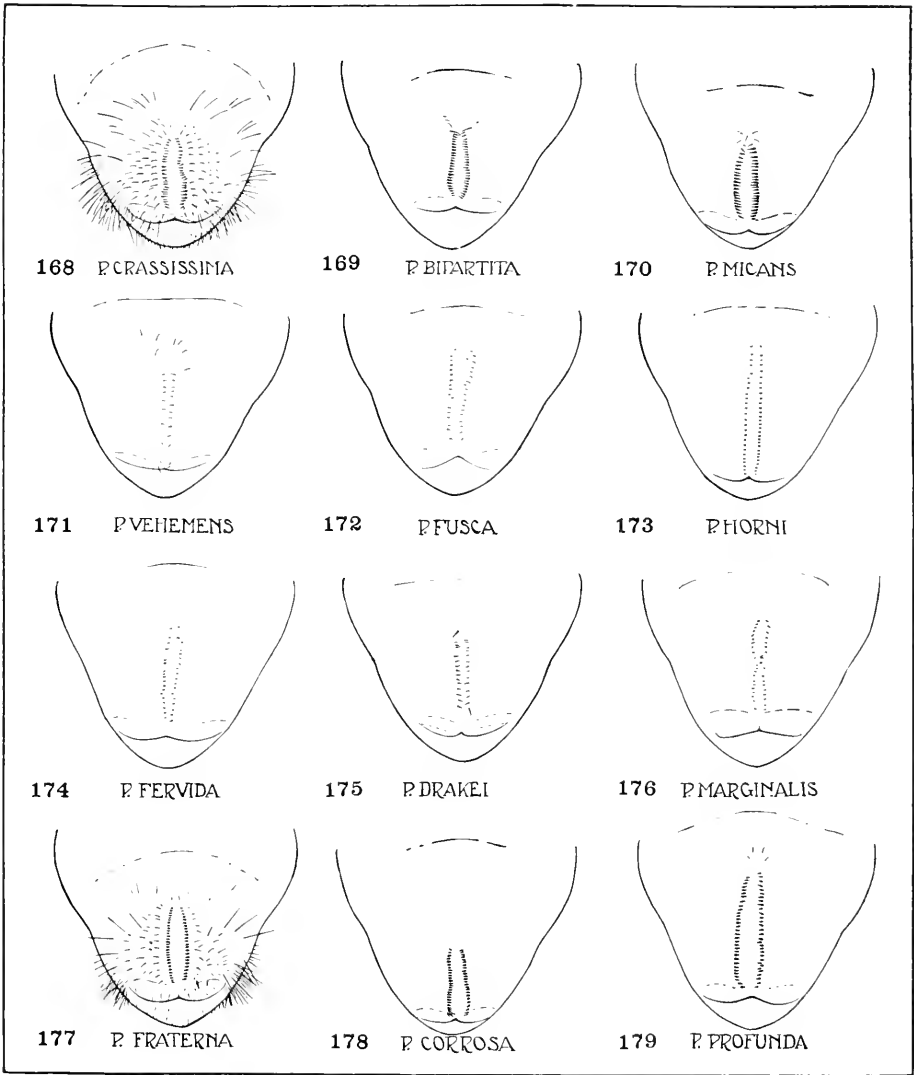 168 P. CRASSISSIMA
169 P. BIPARTITA
170 P. MICANS
171 P. VEHEMENS
172 P. FUSCA
173 P. HORNI
174 P. FERVIDA
175 P. DRAKEI
176 P. MARGINALIS
177 P. FRATERNA
178 P. CORROSA
179 P. PROFUNDA